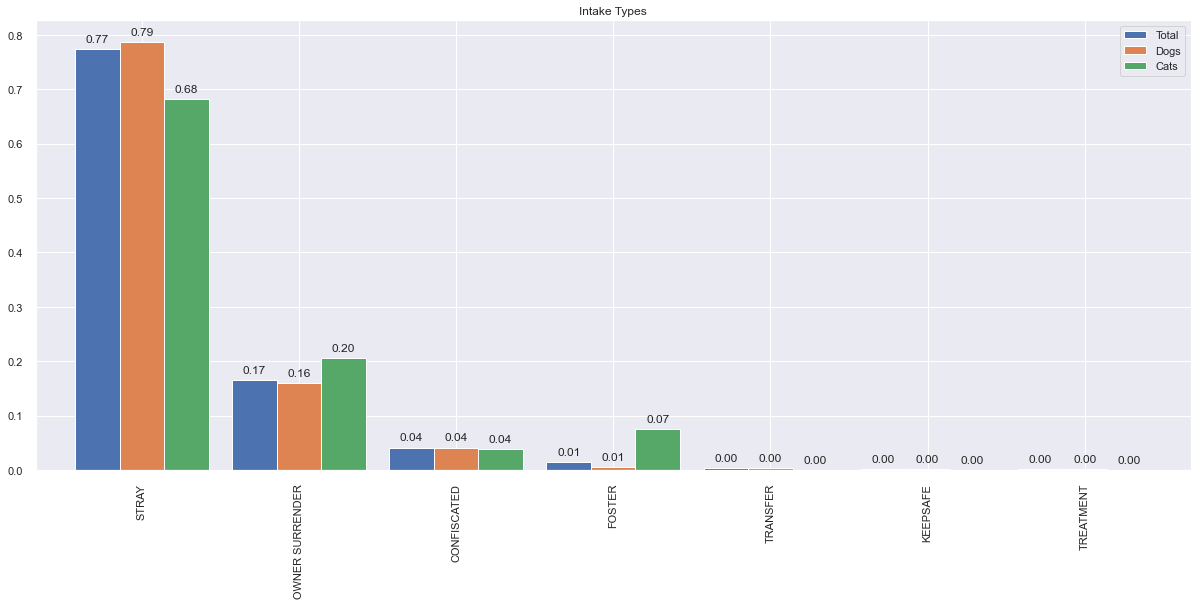 Intake Types
Total
Dogs
Cats
0.8
0.7
0.6
0.5
0.4
0.3
0.2
0.1
0.0
0.77 0.79 0.68
0.17 0.16 0.20
0.04 0.04 0.04
0.01 0.01 0.07
0.00 0.00 0.00
0.00 0.00 0.00
0.00 0.00 0.00
STRAY
OWNER SURRENDER
CONFISCATED
FOSTER
TRANSFER
KEEPSAFE
TREATMENT